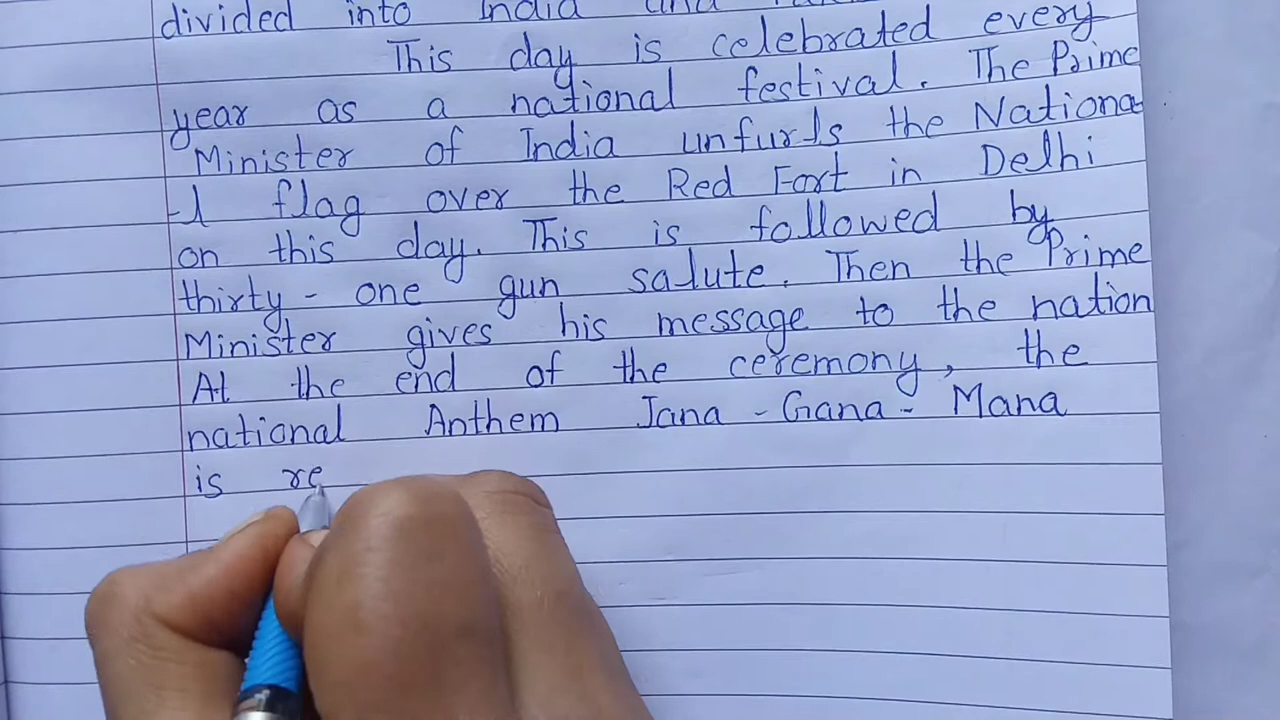 divided into India and
This day is celebrated every
year as a national festival. The Prime
Minister of India unfurls the Nationa
-l flag over the Red Fort in Delhi
on this day. This is followed by
thirty - one gun salute. Then the Prime
Minister gives his message to the nation
At the end of the ceremony, the
national Anthem Jana - Gana - Mana
is re